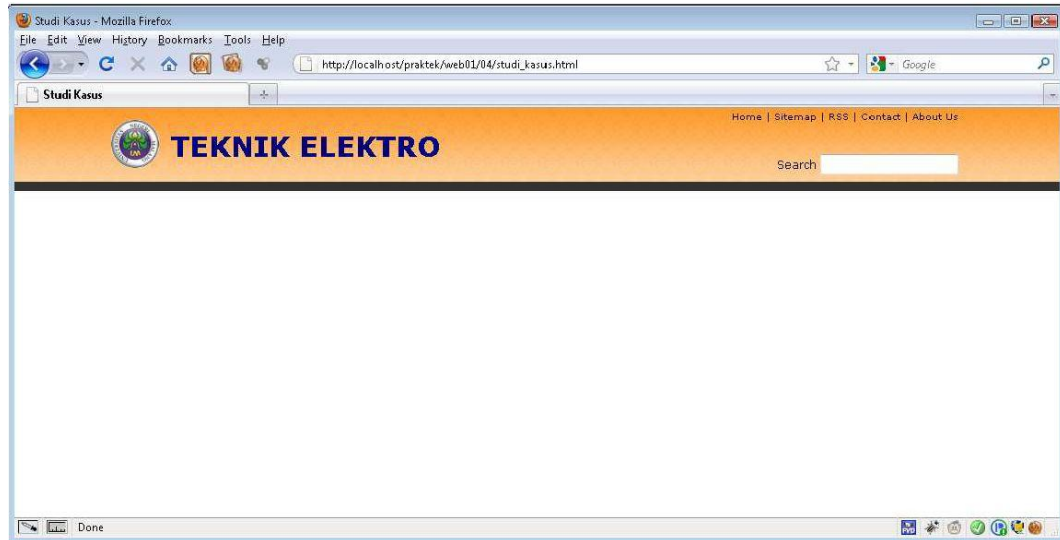 Studi Kasus - Mozilla Firefox
File Edit View History Bookmarks Tools Help
http://localhost/praktek/web01/04/studi_kasus.html
Google
Studi Kasus
Home | Sitemap | RSS | Contact | About Us
TEKNIK ELEKTRO
Search
Done